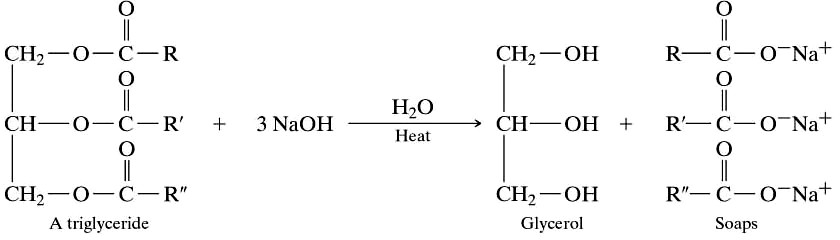 O O
CH2—O—C—R CH2—OH R—C—O−Na+
O O
CH—O—C—R′ + 3 NaOH H2O CH—OH + R′—C—O−Na+
Heat
O O
CH2—O—C—R″ CH2—OH R″—C—O−Na+
A triglyceride Glycerol Soaps